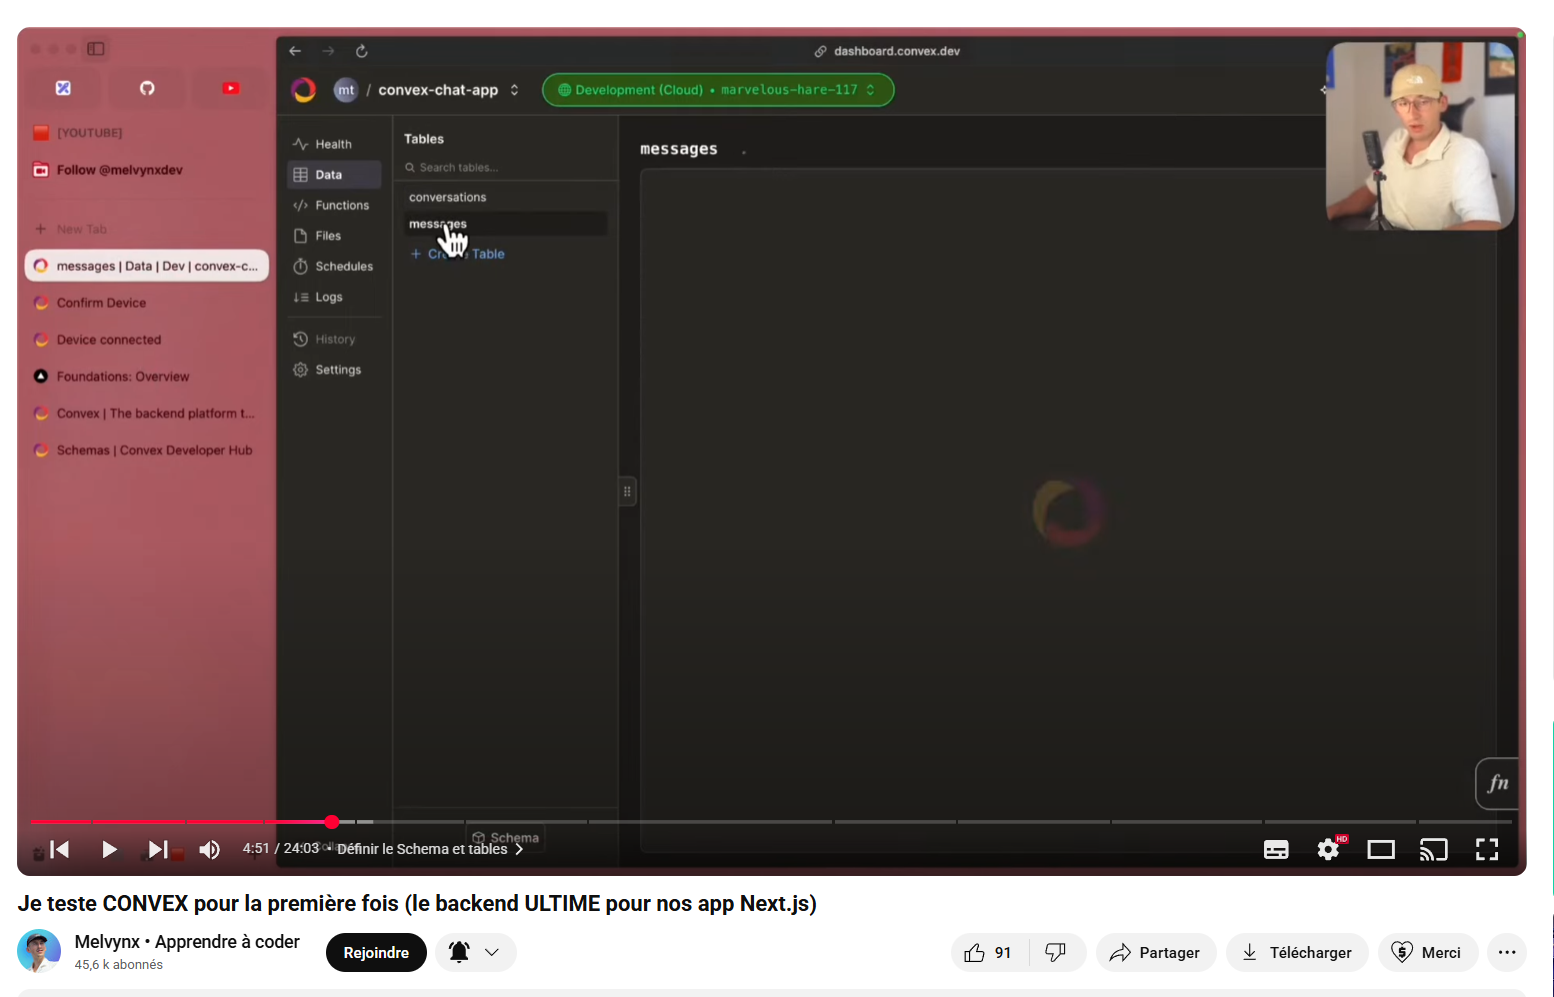 dashboard.convex.dev
mt / convex-chat-app
Development (Cloud) • marvelous-hare-117
[YOUTUBE]
Follow @melvynxdev
+ New Tab
messages | Data | Dev | convex-c...
Confirm Device
Device connected
Foundations: Overview
Convex | The backend platform t...
Schemas | Convex Developer Hub
Health
Data
Functions
Files
Schedules
Logs
History
Settings
Tables
Search tables...
conversations
messages
+ Create Table
messages
fn
Schema
4:51 / 24:03 • Définir le Schema et tables
HD
Je teste CONVEX pour la première fois (le backend ULTIME pour nos app Next.js)
Melvynx • Apprendre à coder
45,6 k abonnés
Rejoindre
91
Partager
Télécharger
Merci